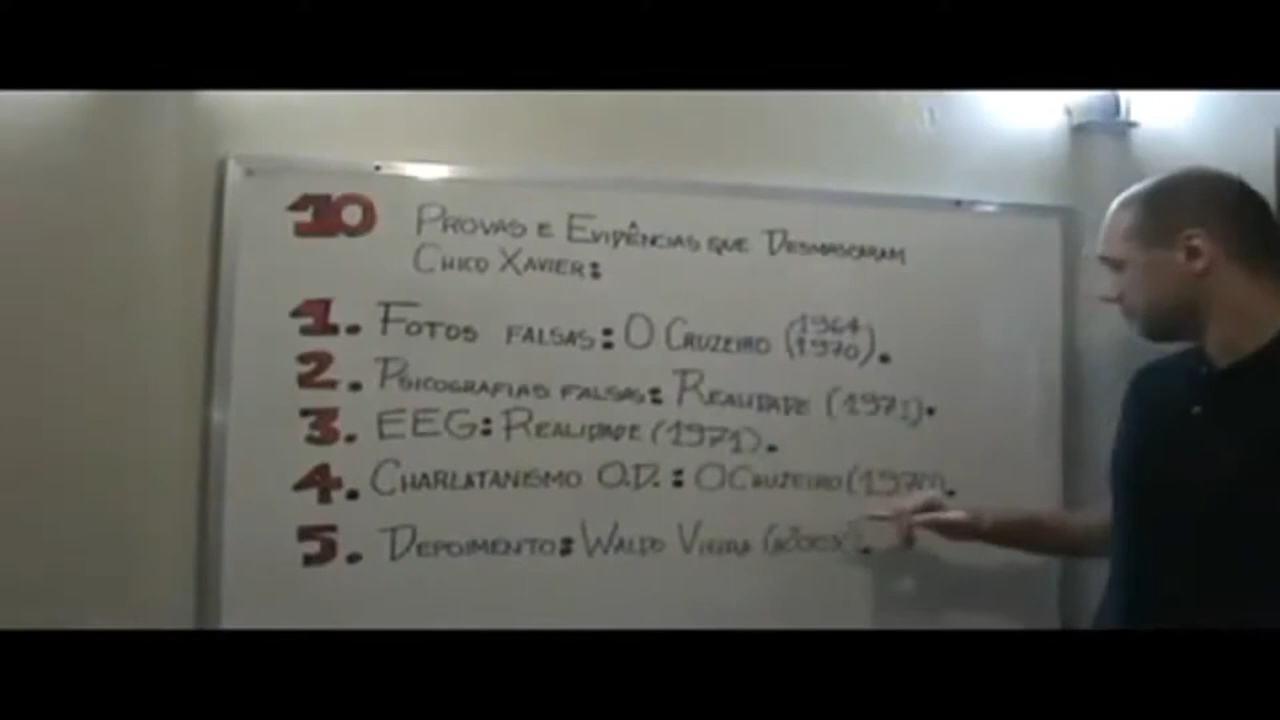 10 PROVAS E EVIDÊNCIAS QUE DESMASCARAM
CHICO XAVIER:
1. FOTOS FALSAS: O CRUZEIRO (1964 1970).
2. PSICOGRAFIAS FALSAS: REALIDADE (1971).
3. EEG: REALIDADE (1971).
4. CHARLATANISMO O.D.: O CRUZEIRO (1970).
5. DEPOIMENTO: WALDO VIEIRA